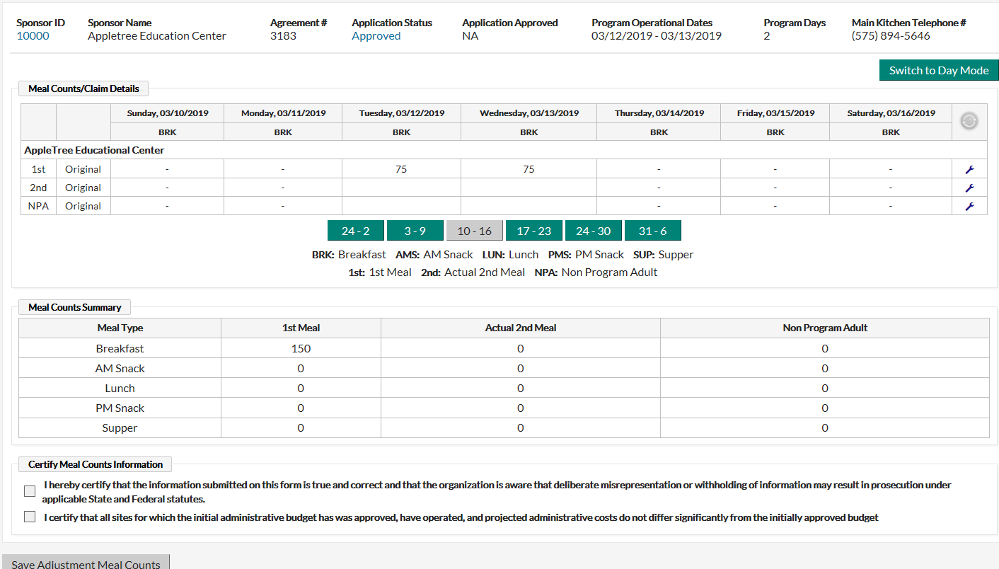 Sponsor ID Sponsor Name Agreement # Application Status Application Approved Program Operational Dates Program Days Main Kitchen Telephone #
10000 Appletree Education Center 3183 Approved NA 03/12/2019 - 03/13/2019 2 (575) 894-5646
Switch to Day Mode
Meal Counts/Claim Details
Sunday, 03/10/2019 Monday, 03/11/2019 Tuesday, 03/12/2019 Wednesday, 03/13/2019 Thursday, 03/14/2019 Friday, 03/15/2019 Saturday, 03/16/2019
BRK BRK BRK BRK BRK BRK BRK
AppleTree Educational Center
1st Original - - 75 75 - - -
2nd Original - - - - -
NPA Original - - - - -
24 - 2 3 - 9 10 - 16 17 - 23 24 - 30 31 - 6
BRK: Breakfast AMS: AM Snack LUN: Lunch PMS: PM Snack SUP: Supper
1st: 1st Meal 2nd: Actual 2nd Meal NPA: Non Program Adult
Meal Counts Summary
Meal Type 1st Meal Actual 2nd Meal Non Program Adult
Breakfast 150 0 0
AM Snack 0 0 0
Lunch 0 0 0
PM Snack 0 0 0
Supper 0 0 0
Certify Meal Counts Information
I hereby certify that the information submitted on this form is true and correct and that the organization is aware that deliberate misrepresentation or withholding of information may result in prosecution under
applicable State and Federal statutes.
I certify that all sites for which the initial administrative budget has was approved, have operated, and projected administrative costs do not differ significantly from the initially approved budget
Save Adjustment Meal Counts